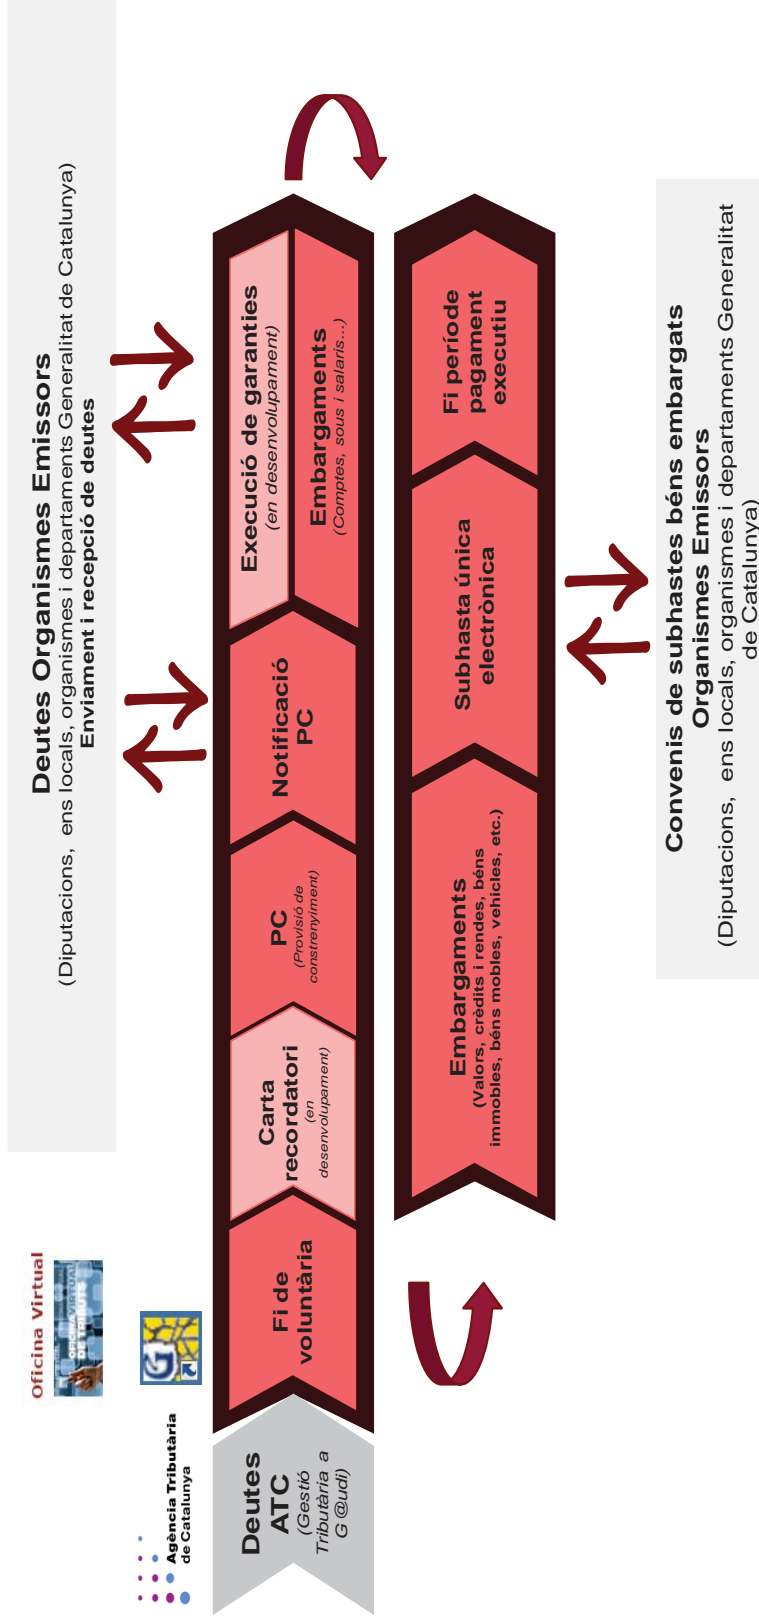 Oficina Virtual
OFICINA VIRTUAL
DE TRIBUTS
Agència Tributària
de Catalunya
G
Deutes Organismes Emissors
(Diputacions, ens locals, organismes i departaments Generalitat de Catalunya)
Enviament i recepció de deutes
Deutes
ATC
(Gestió
Tributària a
G @udi)
Fi de
voluntària
Carta
recordatori
(en
desenvolupament)
PC
(Provisió de
constrenyiment)
Notificació
PC
Execució de garanties
(en desenvolupament)
Embargaments
(Comptes, sous i salaris...)
Embargaments
(Valors, crèdits i rendes, béns
immobles, béns mobles, vehicles, etc.)
Subhasta única
electrònica
Fi període
pagament
executiu
Convenis de subhastes béns embargats
Organismes Emissors
(Diputacions, ens locals, organismes i departaments Generalitat
de Catalunya)